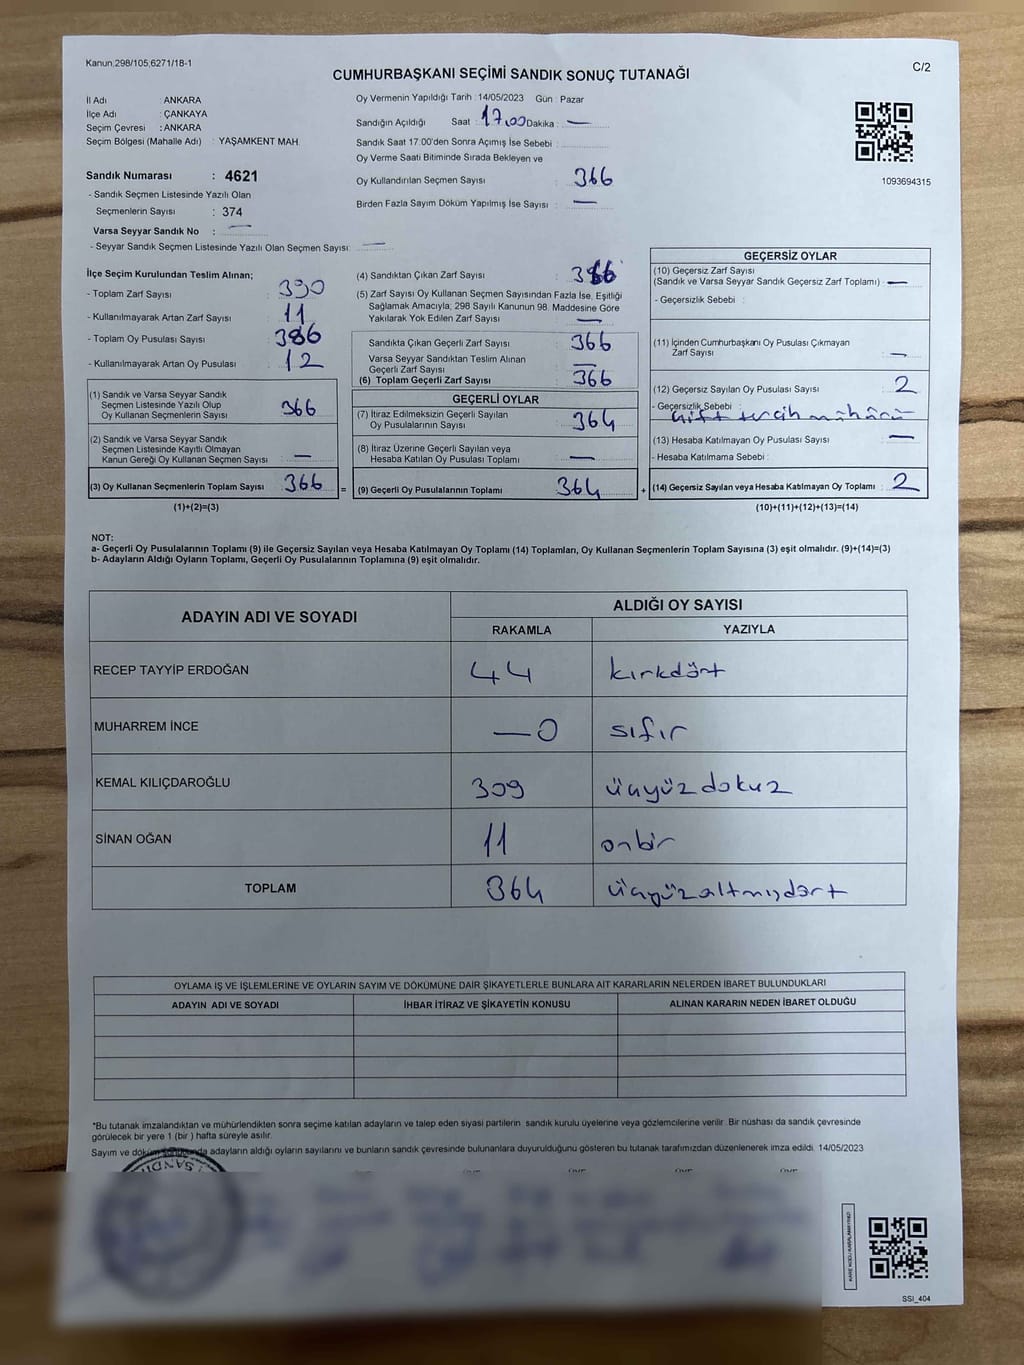 Kanun.298/105,6271/18-1
CUMHURBAŞKANI SEÇİMİ SANDIK SONUÇ TUTANAĞI
C/2
İl Adı : ANKARA
İlçe Adı : ÇANKAYA
Seçim Çevresi : ANKARA
Seçim Bölgesi (Mahalle Adı) : YAŞAMKENT MAH.
Oy Vermenin Yapıldığı Tarih : 14/05/2023 Gün : Pazar
Sandığın Açıldığı Saat : 17.00 Dakika : —
Sandık Saat 17.00'den Sonra Açımış İse Sebebi :
Oy Verme Saati Bitiminde Sırada Bekleyen ve
Oy Kullandırılan Seçmen Sayısı : 366
Birden Fazla Sayım Döküm Yapılmış İse Sayısı : —
1093694315
Sandık Numarası : 4621
- Sandık Seçmen Listesinde Yazılı Olan
Seçmenlerin Sayısı : 374
Varsa Seyyar Sandık No : —
- Seyyar Sandık Seçmen Listesinde Yazılı Olan Seçmen Sayısı: —
İlçe Seçim Kurulundan Teslim Alınan;
- Toplam Zarf Sayısı : 390
- Kullanılmayarak Artan Zarf Sayısı : 11
- Toplam Oy Pusulası Sayısı : 386
- Kullanılmayarak Artan Oy Pusulası : 12
(1) Sandık ve Varsa Seyyar Sandık
Seçmen Listesinde Yazılı Olup
Oy Kullanan Seçmenlerin Sayısı : 366
(2) Sandık ve Varsa Seyyar Sandık
Seçmen Listesinde Kayıtlı Olmayan
Kanun Gereği Oy Kullanan Seçmen Sayısı : —
(3) Oy Kullanan Seçmenlerin Toplam Sayısı : 366 =
(1)+(2)=(3)
(4) Sandıktan Çıkan Zarf Sayısı : 366
(5) Zarf Sayısı Oy Kullanan Seçmen Sayısından Fazla İse, Eşitliği
Sağlamak Amacıyla; 298 Sayılı Kanunun 98. Maddesine Göre
Yakılarak Yok Edilen Zarf Sayısı : —
Sandıkta Çıkan Geçerli Zarf Sayısı : 366
Varsa Seyyar Sandıktan Teslim Alınan
Geçerli Zarf Sayısı : —
(6) Toplam Geçerli Zarf Sayısı : 366
GEÇERLİ OYLAR
(7) İtiraz Edilmeksizin Geçerli Sayılan
Oy Pusulalarının Sayısı : 364
(8) İtiraz Üzerine Geçerli Sayılan veya
Hesaba Katılan Oy Pusulası Toplamı : —
(9) Geçerli Oy Pusulalarının Toplamı : 364 +
GEÇERSİZ OYLAR
(10) Geçersiz Zarf Sayısı
(Sandık ve Varsa Seyyar Sandık Geçersiz Zarf Toplamı) : —
- Geçersizlik Sebebi :
(11) İçinden Cumhurbaşkanı Oy Pusulası Çıkmayan
Zarf Sayısı : —
(12) Geçersiz Sayılan Oy Pusulası Sayısı : 2
- Geçersizlik Sebebi :
çift tercih mühürü
(13) Hesaba Katılmayan Oy Pusulası Sayısı : —
- Hesaba Katılmama Sebebi :
(14) Geçersiz Sayılan veya Hesaba Katılmayan Oy Toplamı : 2
(10)+(11)+(12)+(13)=(14)
NOT:
a- Geçerli Oy Pusulalarının Toplamı (9) ile Geçersiz Sayılan veya Hesaba Katılmayan Oy Toplamı (14) Toplamları, Oy Kullanan Seçmenlerin Toplam Sayısına (3) eşit olmalıdır. (9)+(14)=(3)
b- Adayların Aldığı Oyların Toplamı, Geçerli Oy Pusulalarının Toplamına (9) eşit olmalıdır.
ADAYIN ADI VE SOYADI
ALDIĞI OY SAYISI
RAKAMLA YAZIYLA
RECEP TAYYİP ERDOĞAN 44 kırkdört
MUHARREM İNCE —0 sıfır
KEMAL KILIÇDAROĞLU 309 üçyüzdokuz
SİNAN OĞAN 11 onbir
TOPLAM 364 üçyüzaltmışdört
OYLAMA İŞ VE İŞLEMLERİNE VE OYLARIN SAYIM VE DÖKÜMÜNE DAİR ŞİKAYETLERLE BUNLARA AİT KARARLARIN NELERDEN İBARET BULUNDUKLARI
ADAYIN ADI VE SOYADI İHBAR İTİRAZ VE ŞİKAYETİN KONUSU ALINAN KARARIN NEDEN İBARET OLDUĞU
*Bu tutanak imzalandıktan ve mühürlendikten sonra seçime katılan adayların ve talep eden siyasi partilerin sandık kurulu üyelerine veya gözlemcilerine verilir. Bir nüshası da sandık çevresinde
görülecek bir yere 1 (bir ) hafta süreyle asılır.
Sayım ve döküm adayların aldığı oyların sayılarını ve bunların sandık çevresinde bulunanlara duyurulduğunu gösteren bu tutanak tarafımızdan düzenlenerek imza edildi. 14/05/2023
SSI_404